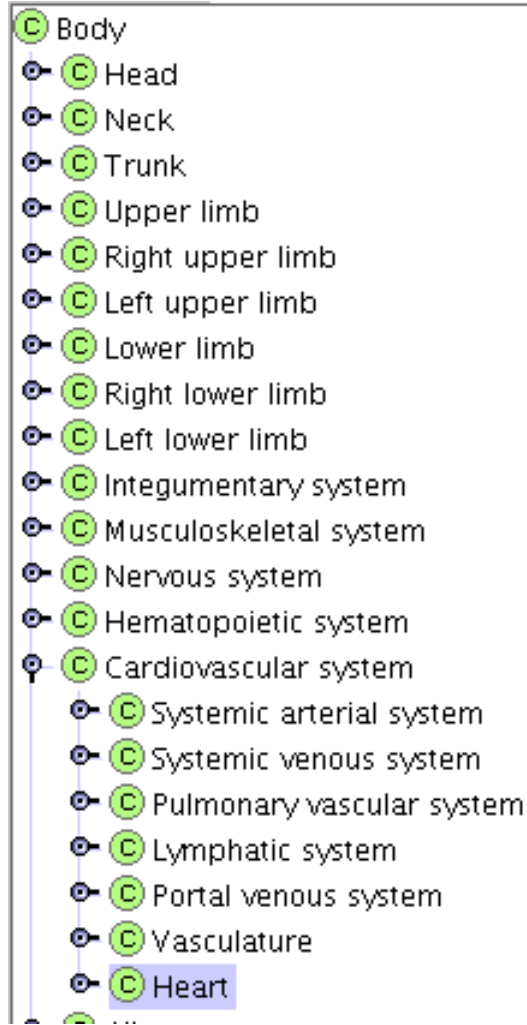 C Body
C Head
C Neck
C Trunk
C Upper limb
C Right upper limb
C Left upper limb
C Lower limb
C Right lower limb
C Left lower limb
C Integumentary system
C Musculoskeletal system
C Nervous system
C Hematopoietic system
C Cardiovascular system
C Systemic arterial system
C Systemic venous system
C Pulmonary vascular system
C Lymphatic system
C Portal venous system
C Vasculature
C Heart